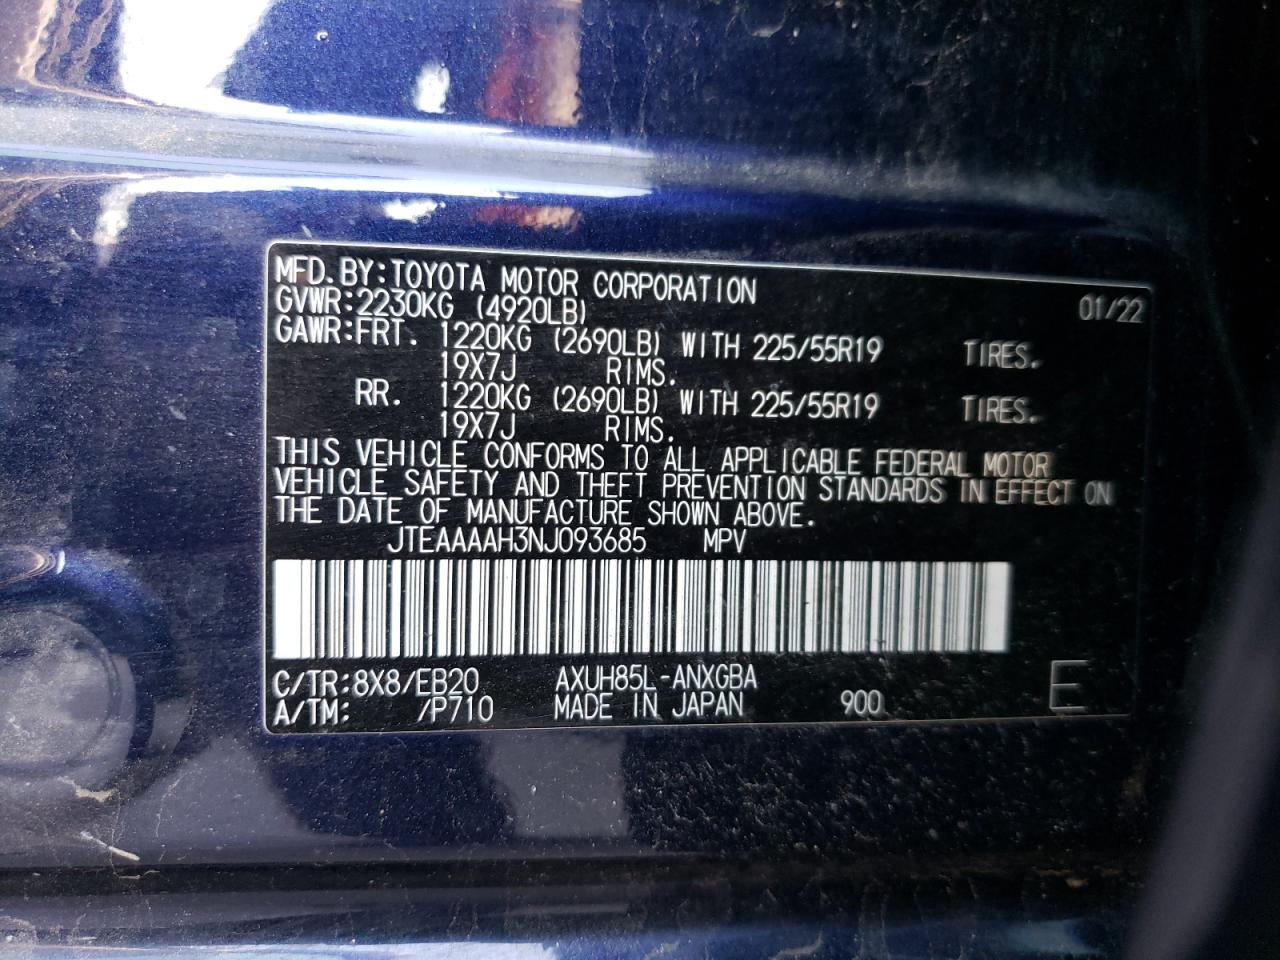 MFD.BY:TOYOTA MOTOR CORPORATION 01/22
GVWR:2230KG (4920LB)
GAWR:FRT. 1220KG (2690LB) WITH 225/55R19 TIRES.
19X7J RIMS.
RR. 1220KG (2690LB) WITH 225/55R19 TIRES.
19X7J RIMS.
THIS VEHICLE CONFORMS TO ALL APPLICABLE FEDERAL MOTOR
VEHICLE SAFETY AND THEFT PREVENTION STANDARDS IN EFFECT ON
THE DATE OF MANUFACTURE SHOWN ABOVE.
JTEAAAAH3NJ093685 MPV
C/TR:8X8/EB20 AXUH85L-ANXGBA
A/TM: /P710 MADE IN JAPAN 900 E